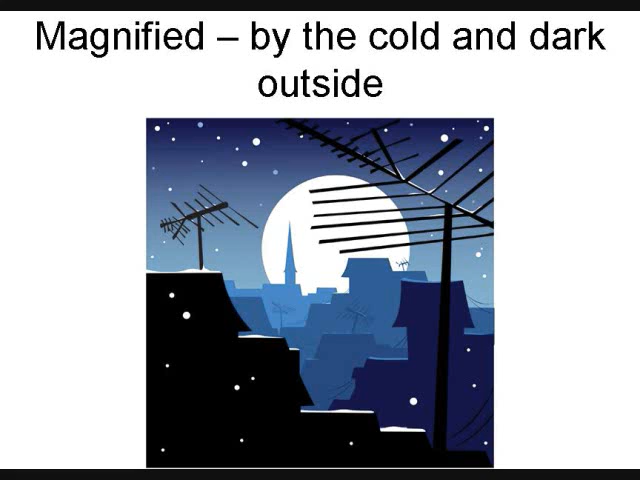 Magnified – by the cold and dark
outside